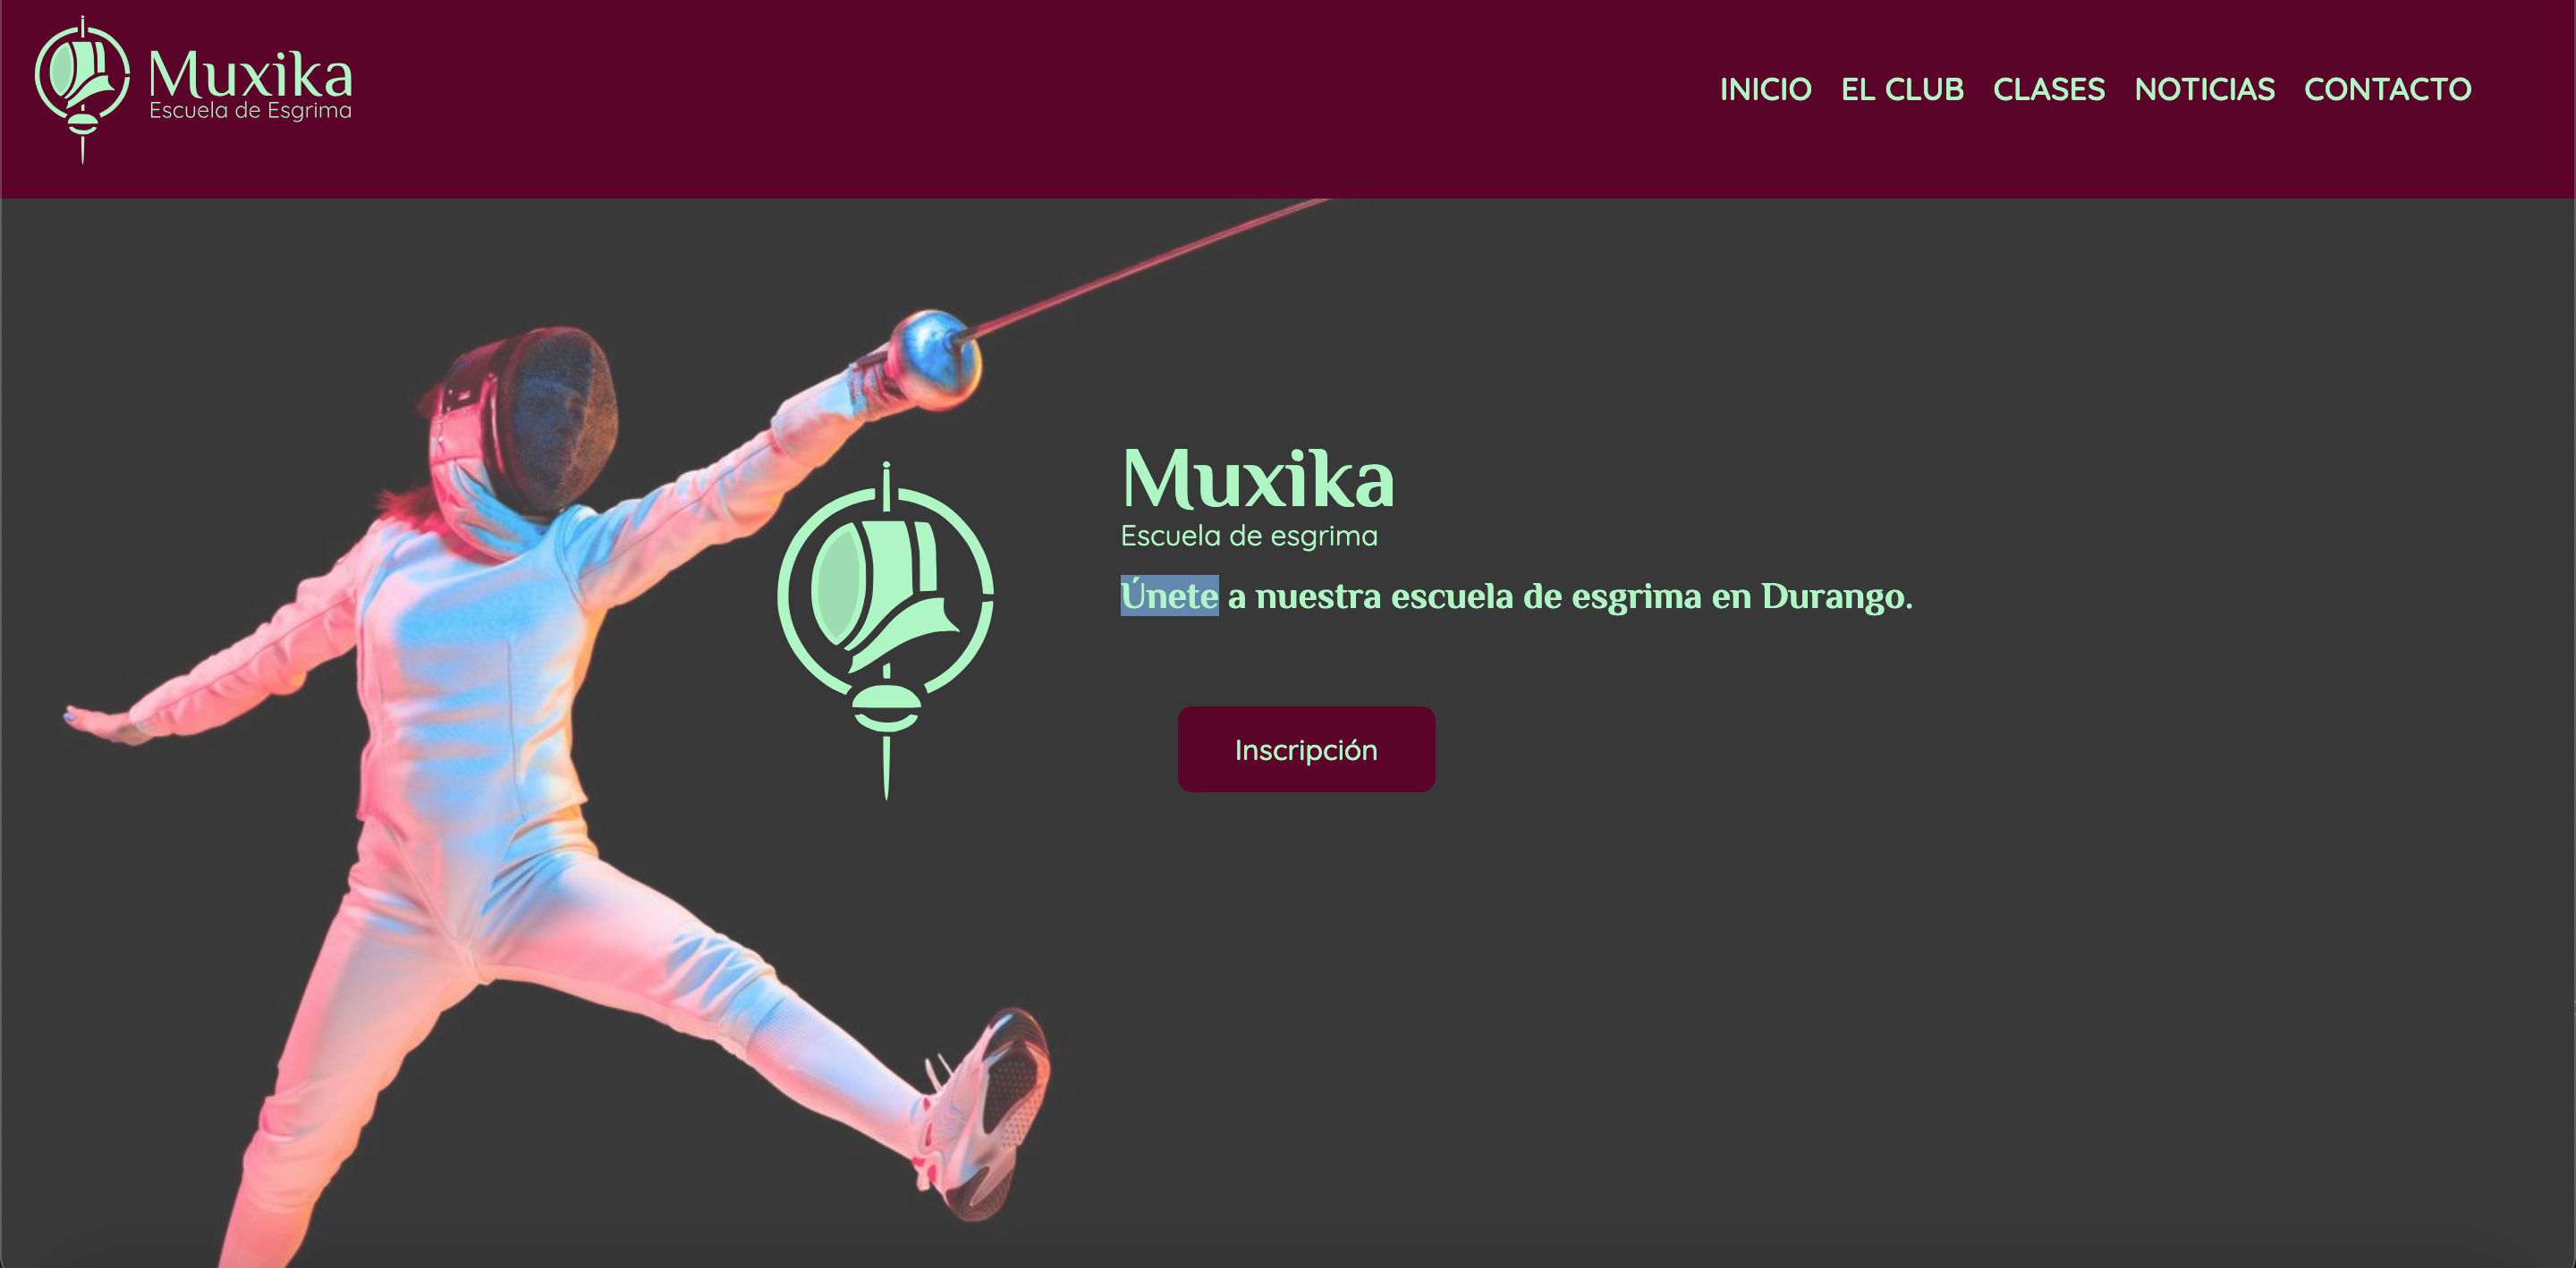 Muxika
Escuela de Esgrima
INICIO EL CLUB CLASES NOTICIAS CONTACTO
Muxika
Escuela de esgrima
Únete a nuestra escuela de esgrima en Durango.
Inscripción